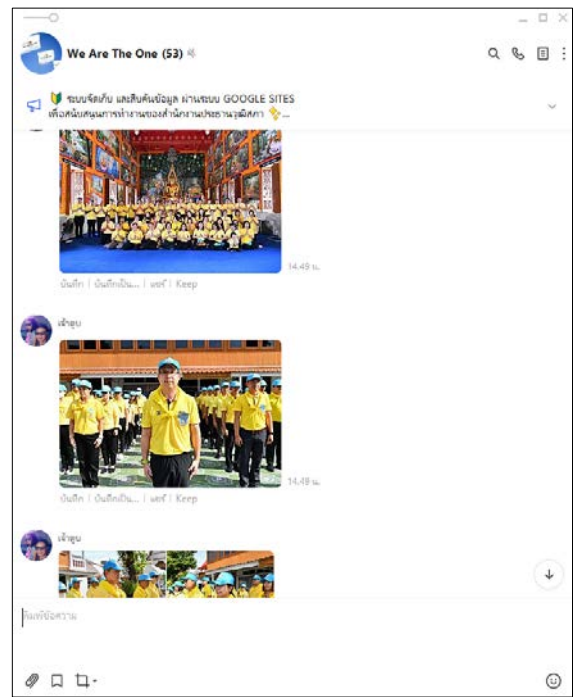 We Are The One (53)
🔰 ระบบจัดเก็บ และสืบค้นข้อมูล ผ่านระบบ GOOGLE SITES
เพื่อสนับสนุนการทำงานของสำนักงานประธานวุฒิสภา ✨...
14.49 น.
บันทึก | บันทึกเป็น... | แชร์ | Keep
เจ้าตูบ
14.49 น.
บันทึก | บันทึกเป็น... | แชร์ | Keep
เจ้าตูบ
พิมพ์ข้อความ